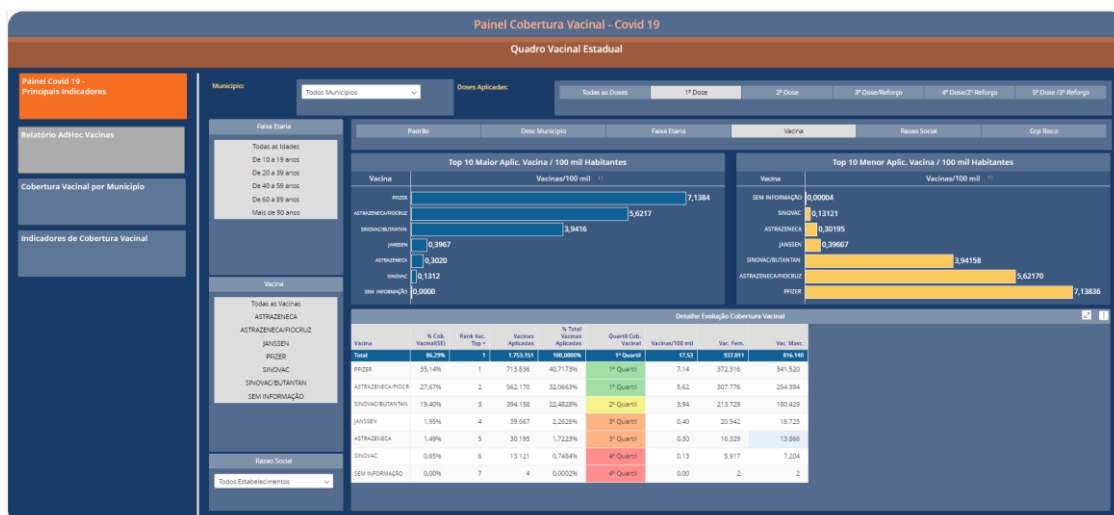 Painel Cobertura Vacinal - Covid 19
Quadro Vacinal Estadual
Painel Covid 19 -
Principais Indicadores
Relatório AdHoc Vacinas
Cobertura Vacinal por Municipio
Indicadores de Cobertura Vacinal
Município: Todos Municípios
Doses Aplicadas: Todas as Doses 1ª Dose 2ª Dose 3ª Dose/Reforço 4ª Dose/2º Reforço 5ª Dose /3º Reforço
Faixa Etaria
Todas as Idades
De 10 a 19 anos
De 20 a 39 anos
De 40 a 59 anos
De 60 a 89 anos
Mais de 90 anos
Vacina
Todas as Vacinas
ASTRAZENECA
ASTRAZENECA/FIOCRUZ
JANSSEN
PFIZER
SINOVAC
SINOVAC/BUTANTAN
SEM INFORMAÇÃO
Razao Social
Todos Estabelecimentos
Padrão Desc Municipio Faixa Etaria Vacina Razao Social Grp Risco
Top 10 Maior Aplic. Vacina / 100 mil Habitantes
Vacina Vacinas/100 mil
PFIZER 7,1384
ASTRAZENECA/FIOCRUZ 5,6217
SINOVAC/BUTANTAN 3,9416
JANSSEN 0,3967
ASTRAZENECA 0,3020
SINOVAC 0,1312
SEM INFORMAÇÃO 0,0000
Top 10 Menor Aplic. Vacina / 100 mil Habitantes
Vacina Vacinas/100 mil
SEM INFORMAÇÃO 0,00004
SINOVAC 0,13121
ASTRAZENECA 0,30195
JANSSEN 0,39667
SINOVAC/BUTANTAN 3,94158
ASTRAZENECA/FIOCRUZ 5,62170
PFIZER 7,13836
Detalhe Evolução Cobertura Vacinal
Vacina % Cob. Vacinal(SE) Rank Vac. Top + Vacinas Aplicadas % Total Vacinas Aplicadas Quartil Cob. Vacinal Vacinas/100 mil Vac. Fem. Vac. Masc.
Total 86,29% 1 1.753.151 100,0000% 1º Quartil 17,53 937.011 816.140
PFIZER 35,14% 1 713.836 40,7173% 1º Quartil 7,14 372.316 341.520
ASTRAZENECA/FIOCR 27,67% 2 562.170 32,0663% 1º Quartil 5,62 307.776 254.394
SINOVAC/BUTANTAN 19,40% 3 394.158 22,4828% 2º Quartil 3,94 213.729 180.429
JANSSEN 1,95% 4 39.667 2,2626% 3º Quartil 0,40 20.942 18.725
ASTRAZENECA 1,49% 5 30.195 1,7223% 3º Quartil 0,30 16.329 13.866
SINOVAC 0,65% 6 13.121 0,7484% 4º Quartil 0,13 5.917 7.204
SEM INFORMAÇÃO 0,00% 7 4 0,0002% 4º Quartil 0,00 2 2